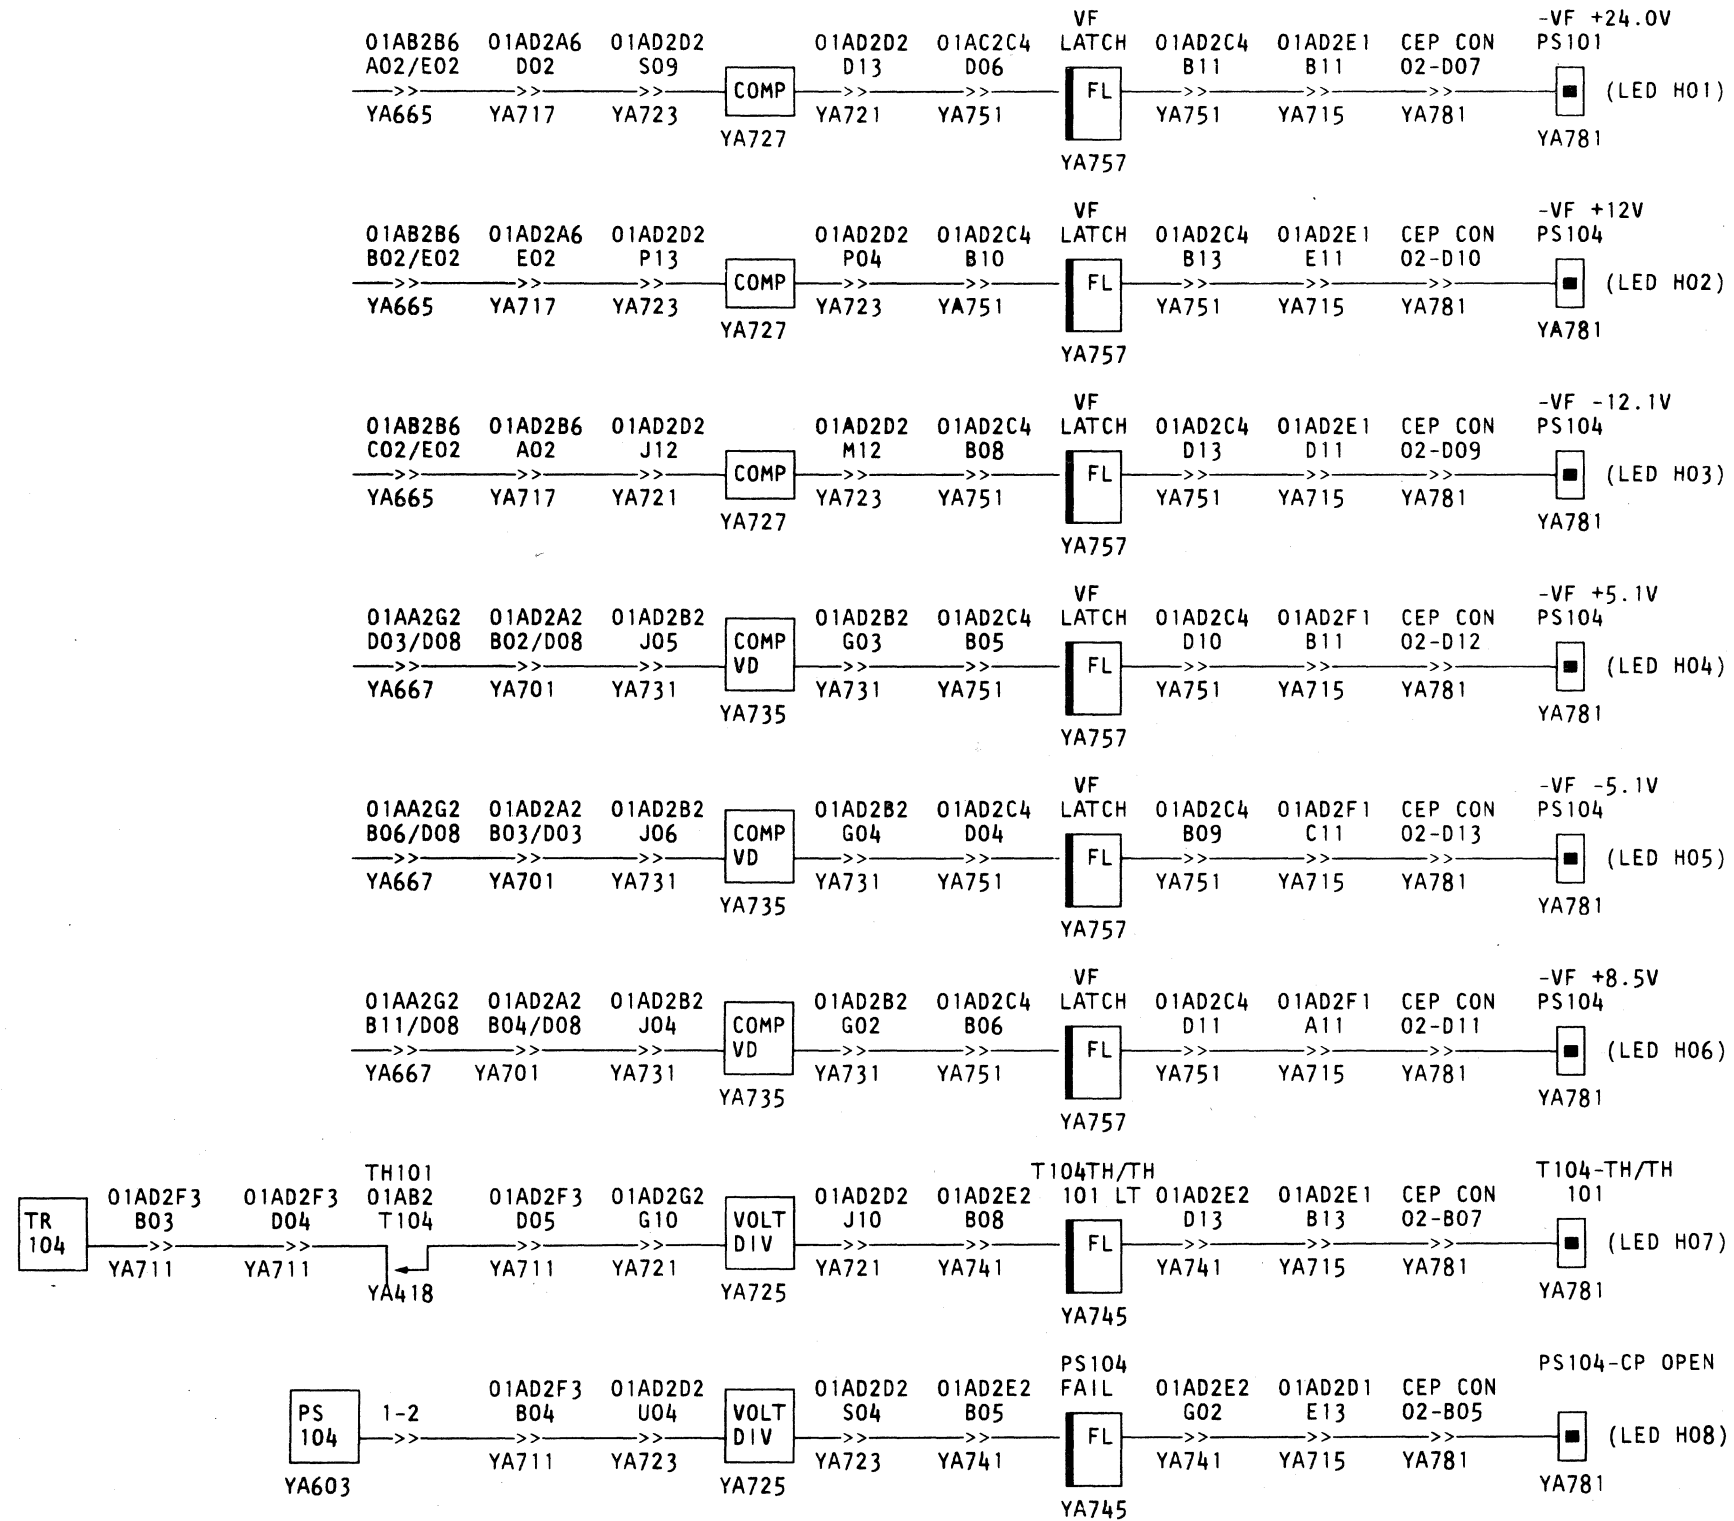 VF -VF +24.0V
01AB2B6 01AD2A6 01AD2D2 01AD2D2 01AC2C4 LATCH 01AD2C4 01AD2E1 CEP CON PS101
A02/E02 D02 S09 D13 D06 B11 B11 02-D07
>> >> >> COMP >> >> FL >> >> >> (LED H01)
YA665 YA717 YA723 YA721 YA751 YA751 YA715 YA781
YA727 YA781
YA757
VF -VF +12V
01AB2B6 01AD2A6 01AD2D2 01AD2D2 01AD2C4 LATCH 01AD2C4 01AD2E1 CEP CON PS104
B02/E02 E02 P13 P04 B10 B13 E11 02-D10
>> >> >> COMP >> >> FL >> >> >> (LED H02)
YA665 YA717 YA723 YA723 YA751 YA751 YA715 YA781
YA727 YA781
YA757
VF -VF -12.1V
01AB2B6 01AD2B6 01AD2D2 01AD2D2 01AD2C4 LATCH 01AD2C4 01AD2E1 CEP CON PS104
C02/E02 A02 J12 M12 B08 D13 D11 02-D09
>> >> >> COMP >> >> FL >> >> >> (LED H03)
YA665 YA717 YA721 YA723 YA751 YA751 YA715 YA781
YA727 YA781
YA757
VF -VF +5.1V
01AA2G2 01AD2A2 01AD2B2 01AD2B2 01AD2C4 LATCH 01AD2C4 01AD2F1 CEP CON PS104
D03/D08 B02/D08 J05 COMP G03 B05 D10 B11 02-D12
>> >> >> VD >> >> FL >> >> >> (LED H04)
YA667 YA701 YA731 YA731 YA751 YA751 YA715 YA781
YA735 YA781
YA757
VF -VF -5.1V
01AA2G2 01AD2A2 01AD2B2 01AD2B2 01AD2C4 LATCH 01AD2C4 01AD2F1 CEP CON PS104
B06/D08 B03/D03 J06 COMP G04 D04 B09 C11 02-D13
>> >> >> VD >> >> FL >> >> >> (LED H05)
YA667 YA701 YA731 YA731 YA751 YA751 YA715 YA781
YA735 YA781
YA757
VF -VF +8.5V
01AA2G2 01AD2A2 01AD2B2 01AD2B2 01AD2C4 LATCH 01AD2C4 01AD2F1 CEP CON PS104
B11/D08 B04/D08 J04 COMP G02 B06 D11 A11 02-D11
>> >> >> VD >> >> FL >> >> >> (LED H06)
YA667 YA701 YA731 YA731 YA751 YA751 YA715 YA781
YA735 YA781
YA757
TH101 T104TH/TH T104-TH/TH
01AD2F3 01AD2F3 01AB2 01AD2F3 01AD2G2 01AD2D2 01AD2E2 101 LT 01AD2E2 01AD2E1 CEP CON 101
TR B03 D04 T104 D05 G10 VOLT J10 B08 D13 B13 02-B07
104 >> >> >> >> DIV >> >> FL >> >> >> (LED H07)
YA711 YA711 YA711 YA721 YA721 YA741 YA741 YA715 YA781
YA418 YA725 YA781
YA745
PS104 PS104-CP OPEN
01AD2F3 01AD2D2 01AD2D2 01AD2E2 FAIL 01AD2E2 01AD2D1 CEP CON
PS 1-2 B04 U04 VOLT S04 B05 G02 E13 02-B05
104 >> >> >> DIV >> >> FL >> >> >> (LED H08)
YA711 YA723 YA723 YA741 YA741 YA715 YA781
YA603 YA725 YA781
YA745